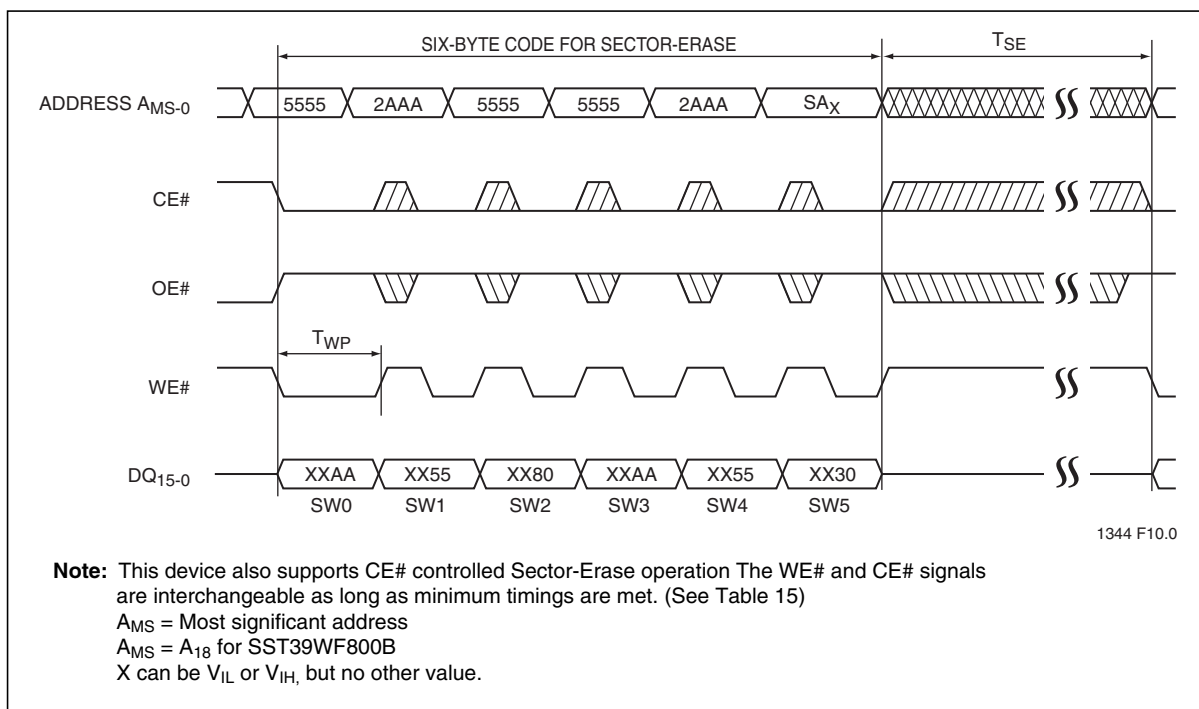 SIX-BYTE CODE FOR SECTOR-ERASE
TSE
ADDRESS AMS-0
5555 2AAA 5555 5555 2AAA SAX
CE#
OE#
TWP
WE#
DQ15-0
XXAA XX55 XX80 XXAA XX55 XX30
SW0 SW1 SW2 SW3 SW4 SW5
1344 F10.0
Note: This device also supports CE# controlled Sector-Erase operation The WE# and CE# signals
are interchangeable as long as minimum timings are met. (See Table 15)
AMS = Most significant address
AMS = A18 for SST39WF800B
X can be VIL or VIH, but no other value.